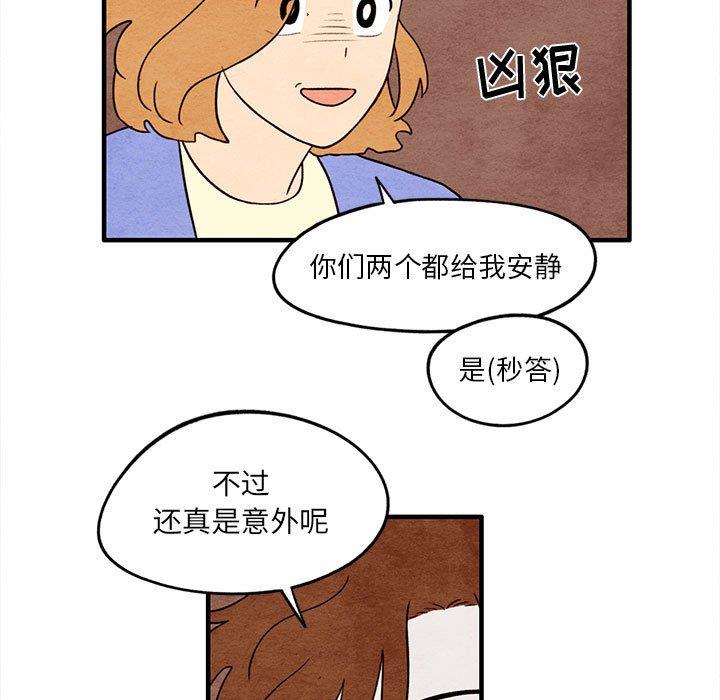 凶狠
你们两个都给我安静
是(秒答)
不过
还真是意外呢